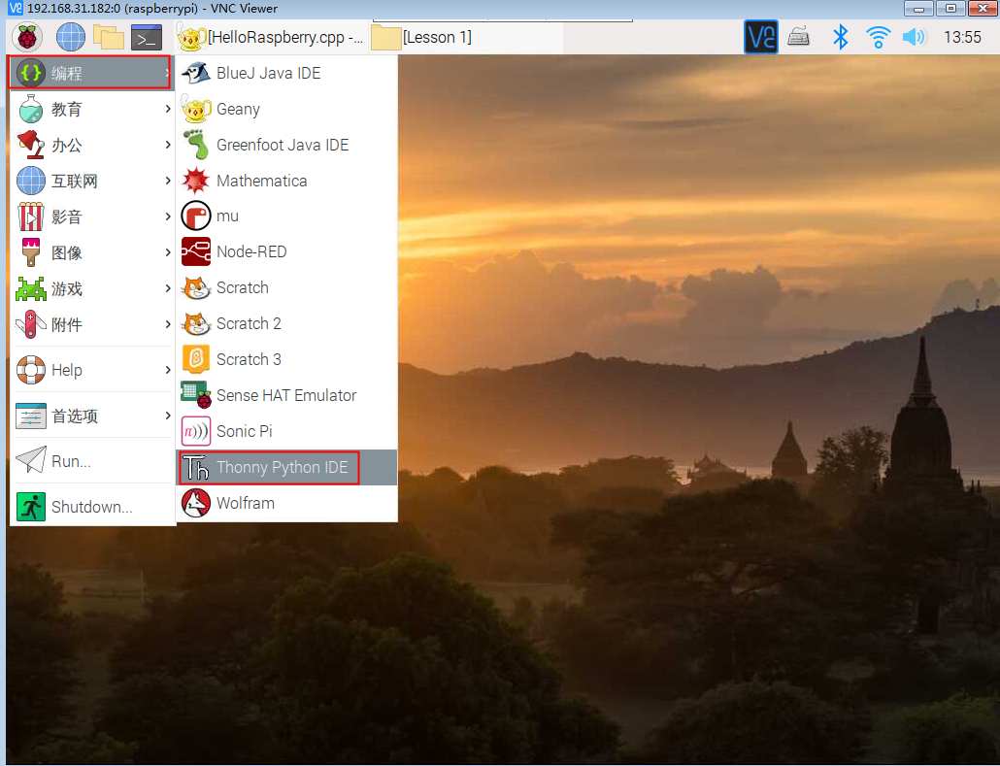 192.168.31.182:0 (raspberrypi) - VNC Viewer
[HelloRaspberry.cpp -...
[Lesson 1]
13:55
编程
教育
办公
互联网
影音
图像
游戏
附件
Help
首选项
Run...
Shutdown...
BlueJ Java IDE
Geany
Greenfoot Java IDE
Mathematica
mu
Node-RED
Scratch
Scratch 2
Scratch 3
Sense HAT Emulator
Sonic Pi
Thonny Python IDE
Wolfram